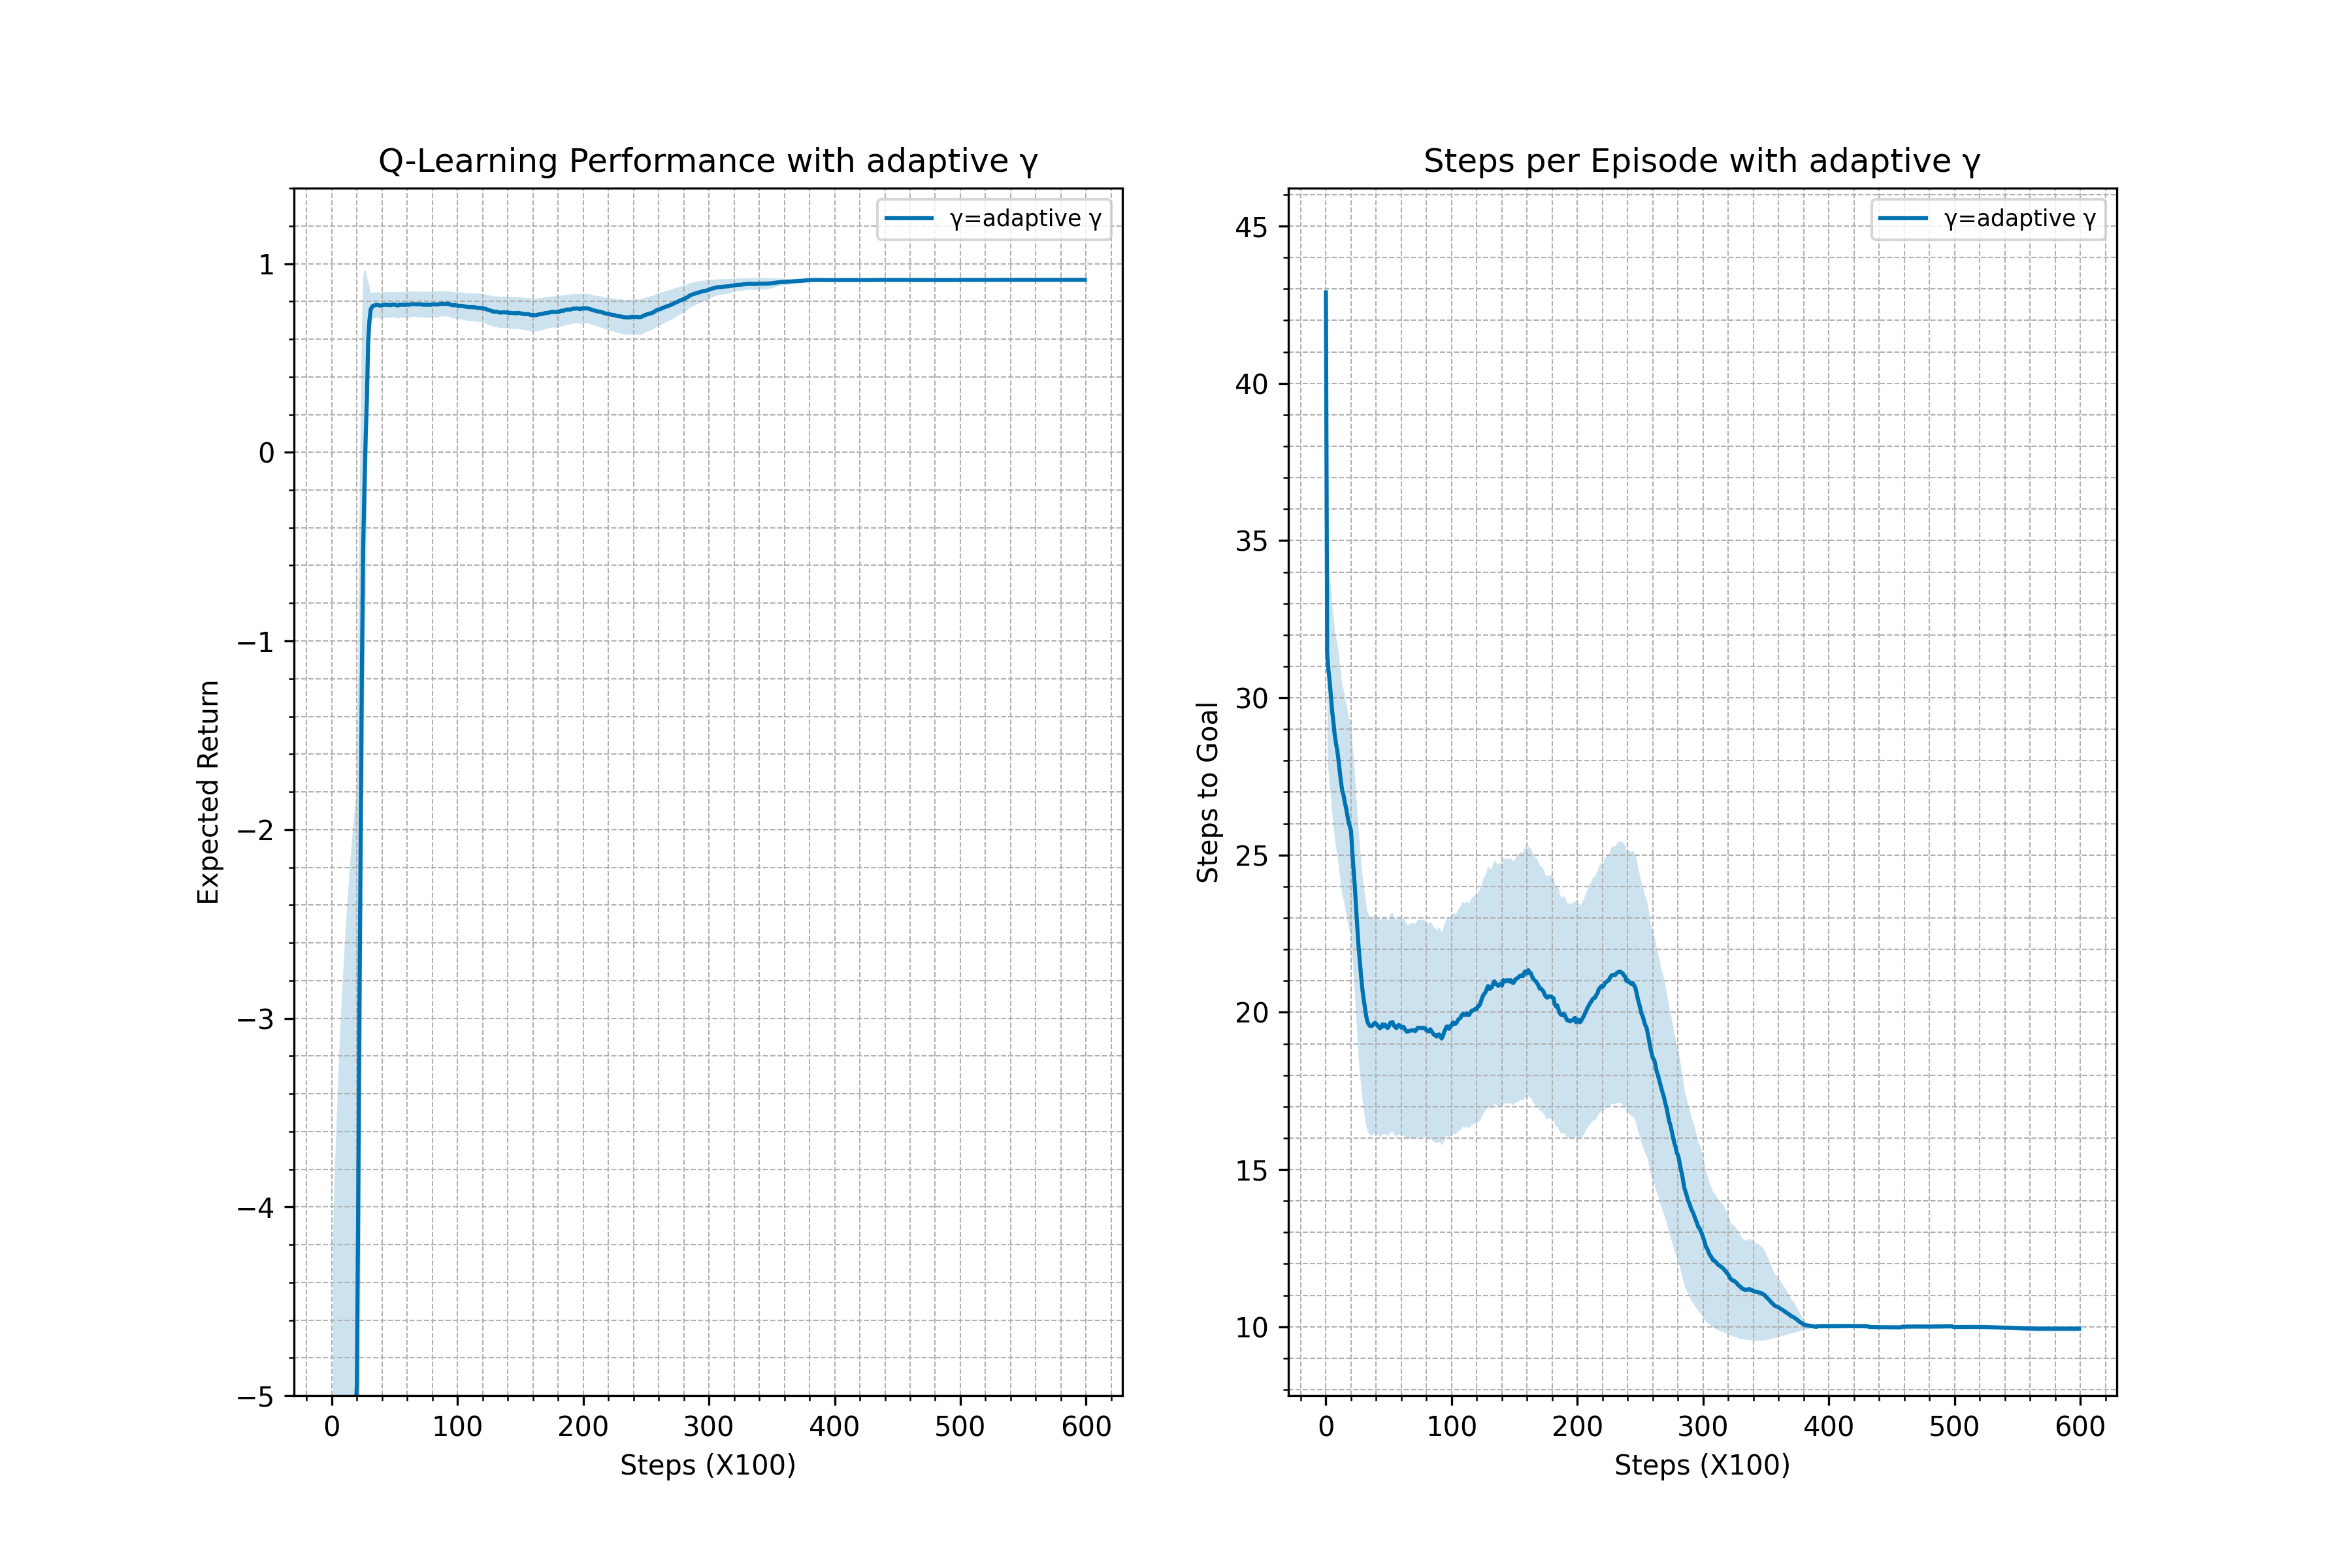 Q-Learning Performance with adaptive γ
γ=adaptive γ
1
0
−1
−2
−3
−4
−5
Expected Return
0 100 200 300 400 500 600
Steps (X100)
Steps per Episode with adaptive γ
γ=adaptive γ
45
40
35
30
25
20
15
10
Steps to Goal
0 100 200 300 400 500 600
Steps (X100)